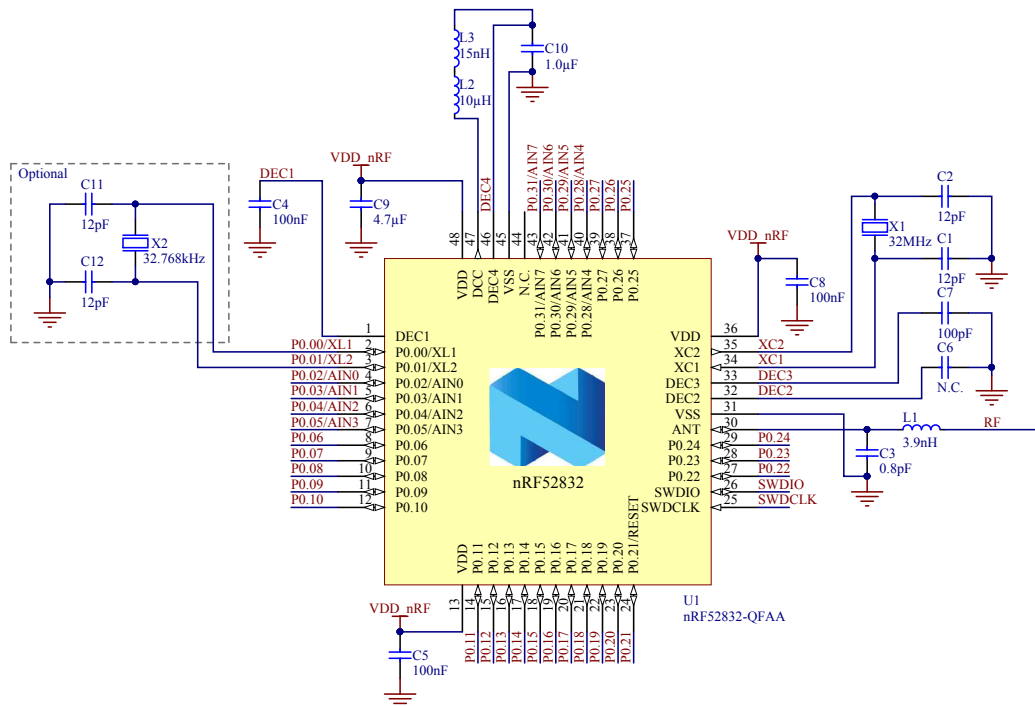 L3
15nH
L2
10µH
C10
1.0µF
Optional
C11
12pF
X2
32.768kHz
C12
12pF
DEC1
C4
100nF
VDD_nRF
C9
4.7µF
DEC4
P0.31/AIN7
P0.30/AIN6
P0.29/AIN5
P0.28/AIN4
P0.27
P0.26
P0.25
48
47
46
45
44
43
42
41
40
39
38
37
VDD
DCC
DEC4
VSS
N.C.
P0.31/AIN7
P0.30/AIN6
P0.29/AIN5
P0.28/AIN4
P0.27
P0.26
P0.25
VDD_nRF
C8
100nF
C2
12pF
X1
32MHz
C1
12pF
C7
100pF
C6
N.C.
1 DEC1
P0.00/XL1 2 P0.00/XL1
P0.01/XL2 3 P0.01/XL2
P0.02/AIN0 4 P0.02/AIN0
P0.03/AIN1 5 P0.03/AIN1
P0.04/AIN2 6 P0.04/AIN2
P0.05/AIN3 7 P0.05/AIN3
P0.06 8 P0.06
P0.07 9 P0.07
P0.08 10 P0.08
P0.09 11 P0.09
P0.10 12 P0.10
nRF52832
VDD 36
XC2 35 XC2
XC1 34 XC1
DEC3 33 DEC3
DEC2 32 DEC2
VSS 31
ANT 30
P0.24 29 P0.24
P0.23 28 P0.23
P0.22 27 P0.22
SWDIO 26 SWDIO
SWDCLK 25 SWDCLK
L1
3.9nH
RF
C3
0.8pF
VDD
P0.11
P0.12
P0.13
P0.14
P0.15
P0.16
P0.17
P0.18
P0.19
P0.20
P0.21/RESET
13
14
15
16
17
18
19
20
21
22
23
24
P0.11
P0.12
P0.13
P0.14
P0.15
P0.16
P0.17
P0.18
P0.19
P0.20
P0.21
U1
nRF52832-QFAA
VDD_nRF
C5
100nF